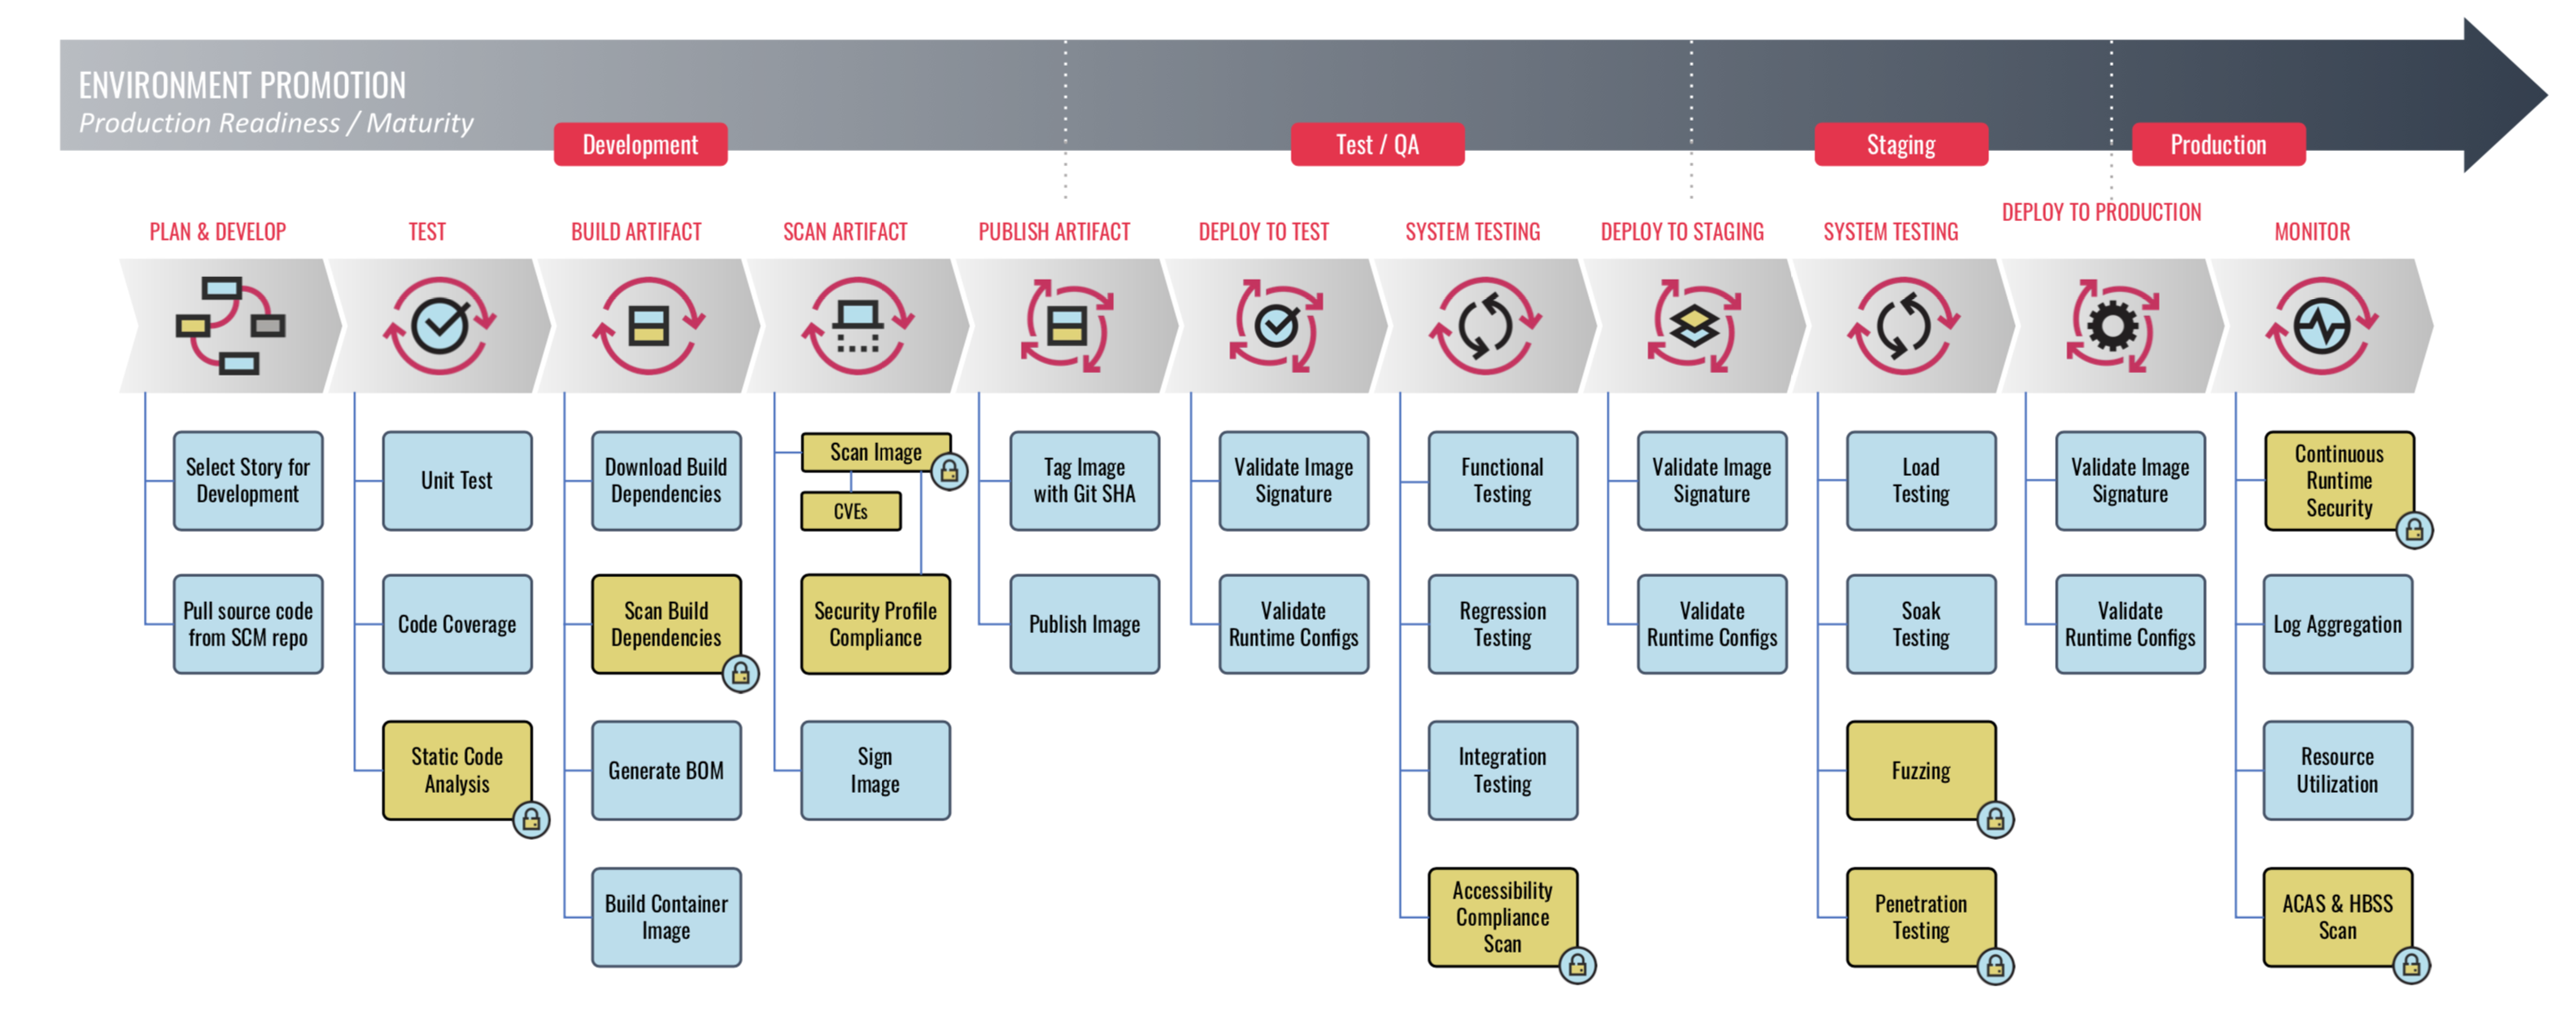 ENVIRONMENT PROMOTION
Production Readiness / Maturity
Development
Test / QA
Staging
Production
PLAN & DEVELOP
TEST
BUILD ARTIFACT
SCAN ARTIFACT
PUBLISH ARTIFACT
DEPLOY TO TEST
SYSTEM TESTING
DEPLOY TO STAGING
SYSTEM TESTING
DEPLOY TO PRODUCTION
MONITOR
Select Story for
Development
Pull source code
from SCM repo
Unit Test
Code Coverage
Static Code
Analysis
Download Build
Dependencies
Scan Build
Dependencies
Generate BOM
Build Container
Image
Scan Image
CVEs
Security Profile
Compliance
Sign
Image
Tag Image
with Git SHA
Publish Image
Validate Image
Signature
Validate
Runtime Configs
Functional
Testing
Regression
Testing
Integration
Testing
Accessibility
Compliance
Scan
Validate Image
Signature
Validate
Runtime Configs
Load
Testing
Soak
Testing
Fuzzing
Penetration
Testing
Validate Image
Signature
Validate
Runtime Configs
Continuous
Runtime
Security
Log Aggregation
Resource
Utilization
ACAS & HBSS
Scan